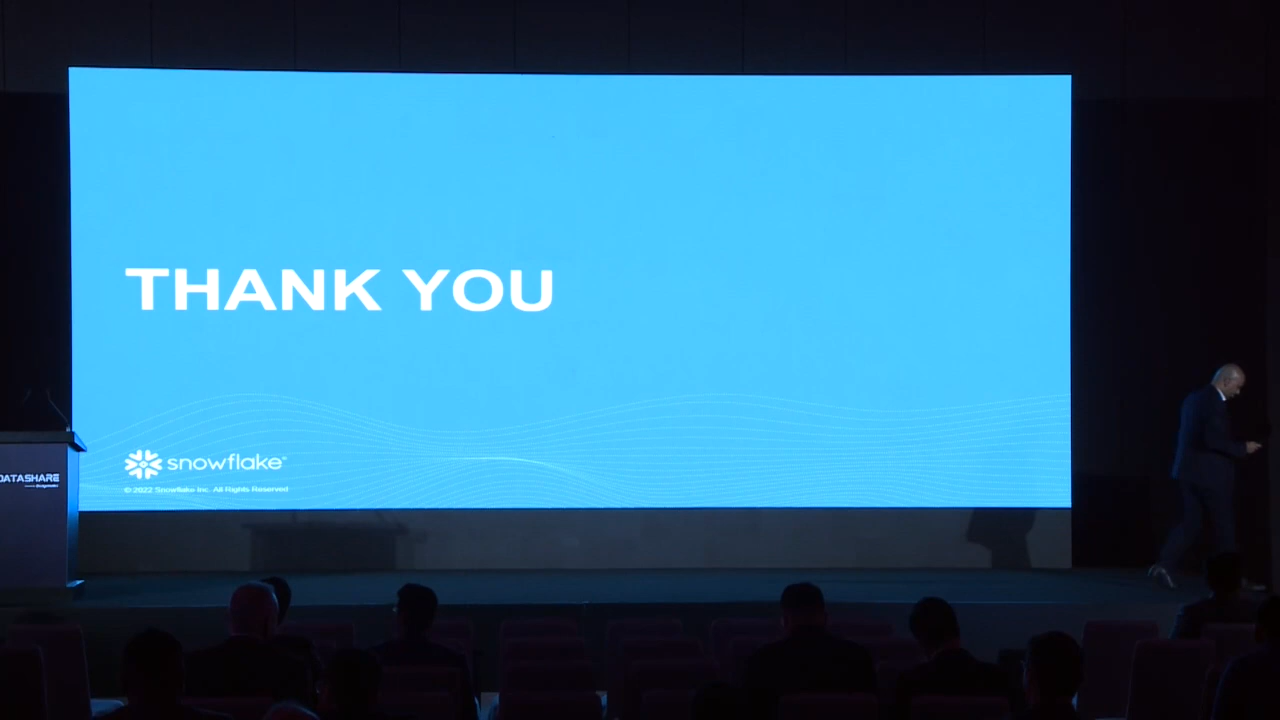 THANK YOU
snowflake
© 2022 Snowflake Inc. All Rights Reserved
DATASHARE